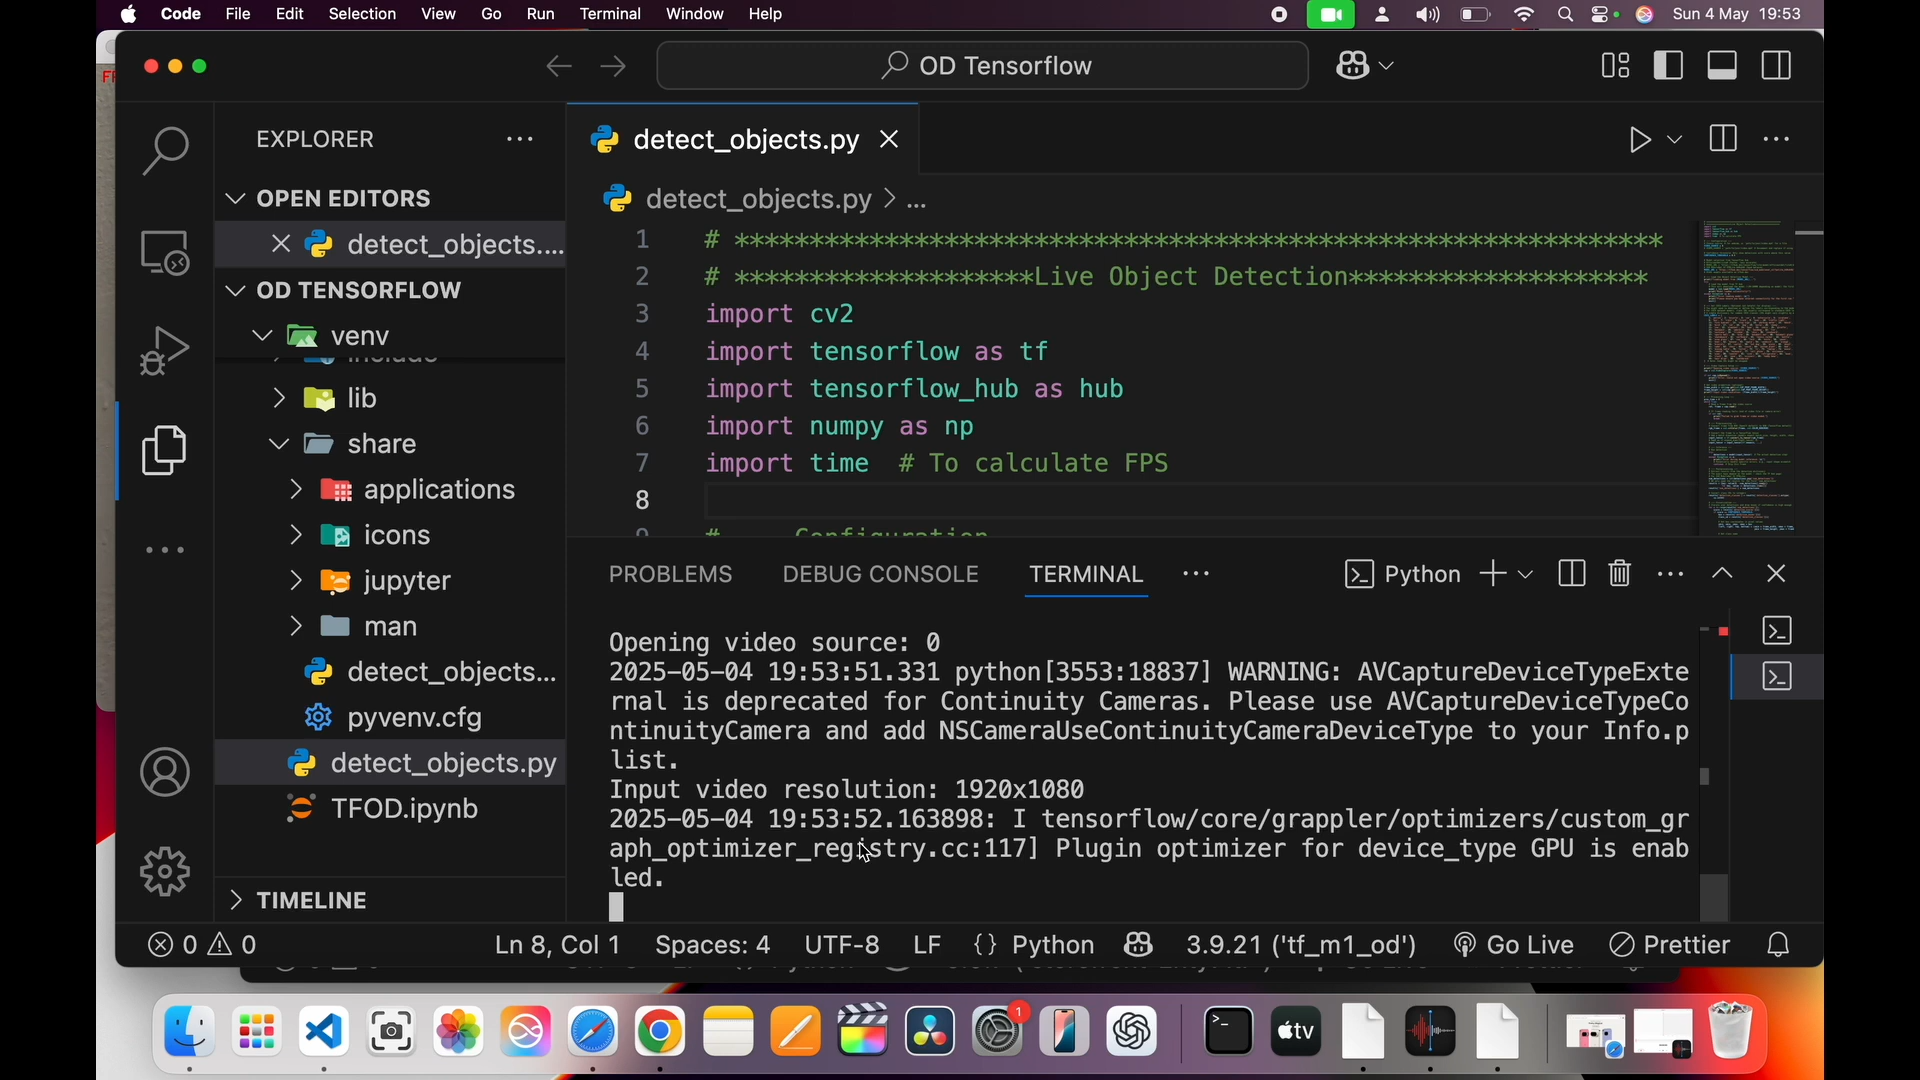 Code File Edit Selection View Go Run Terminal Window Help Sun 4 May 19:53
OD Tensorflow
EXPLORER
OPEN EDITORS
detect_objects....
OD TENSORFLOW
venv
include
lib
share
applications
icons
jupyter
man
detect_objects...
pyvenv.cfg
detect_objects.py
TFOD.ipynb
TIMELINE
detect_objects.py
detect_objects.py > ...
1 # **************************************************************
2 # ********************Live Object Detection********************
3 import cv2
4 import tensorflow as tf
5 import tensorflow_hub as hub
6 import numpy as np
7 import time # To calculate FPS
8
9 # Configuration
PROBLEMS DEBUG CONSOLE TERMINAL ... Python
Opening video source: 0
2025-05-04 19:53:51.331 python[3553:18837] WARNING: AVCaptureDeviceTypeExte
rnal is deprecated for Continuity Cameras. Please use AVCaptureDeviceTypeCo
ntinuityCamera and add NSCameraUseContinuityCameraDeviceType to your Info.p
list.
Input video resolution: 1920x1080
2025-05-04 19:53:52.163898: I tensorflow/core/grappler/optimizers/custom_gr
aph_optimizer_registry.cc:117] Plugin optimizer for device_type GPU is enab
led.
0 0 Ln 8, Col 1 Spaces: 4 UTF-8 LF {} Python 3.9.21 ('tf_m1_od') Go Live Prettier
1
tv